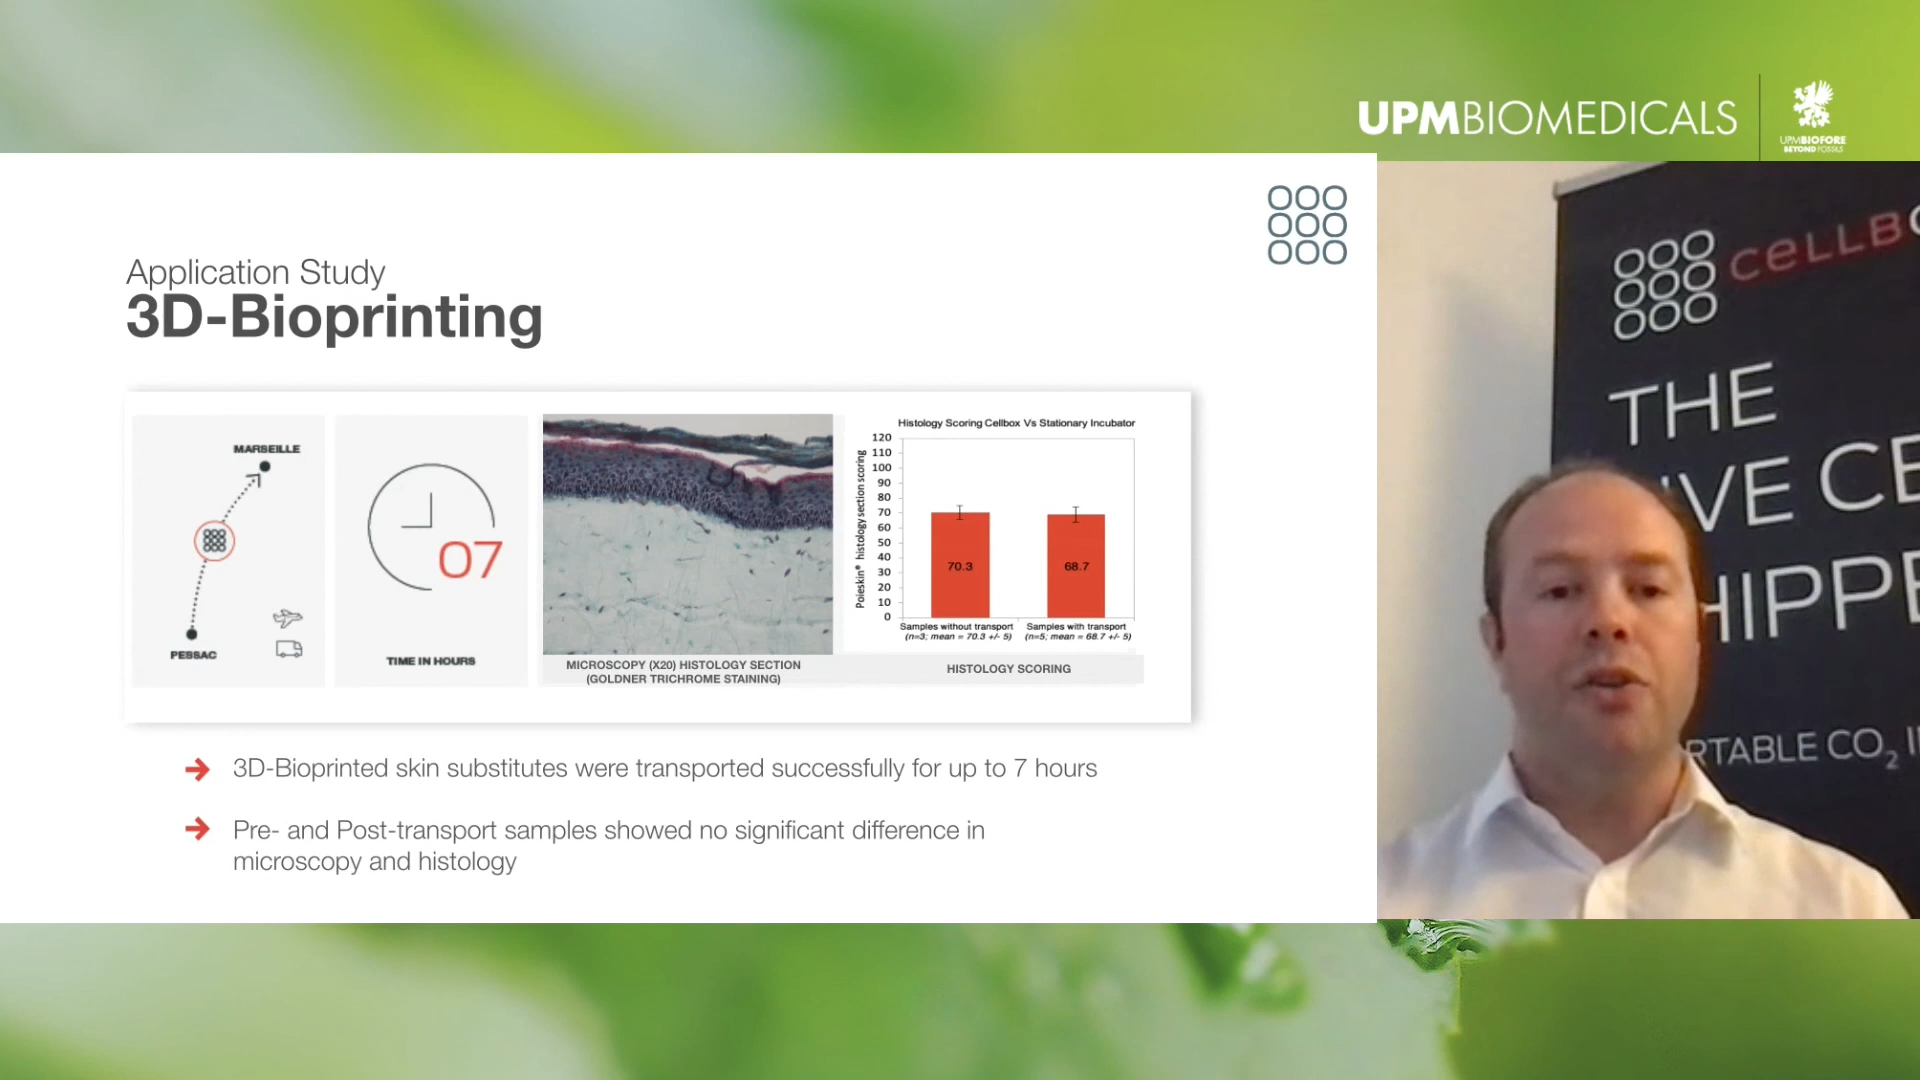 UPMBIOMEDICALS
UPMBIOFORE
BEYOND FOSSILS
Application Study
3D-Bioprinting
MARSEILLE
PESSAC
07
TIME IN HOURS
MICROSCOPY (X20) HISTOLOGY SECTION
(GOLDNER TRICHROME STAINING)
Histology Scoring Cellbox Vs Stationary Incubator
Poieskin® histology section scoring
120
110
100
90
80
70
60
50
40
30
20
10
0
70.3
68.7
Samples without transport
(n=3; mean = 70.3 +/- 5)
Samples with transport
(n=5; mean = 68.7 +/- 5)
HISTOLOGY SCORING
3D-Bioprinted skin substitutes were transported successfully for up to 7 hours
Pre- and Post-transport samples showed no significant difference in
microscopy and histology
CELLB
THE
IVE CE
HIPPE
RTABLE CO₂ I